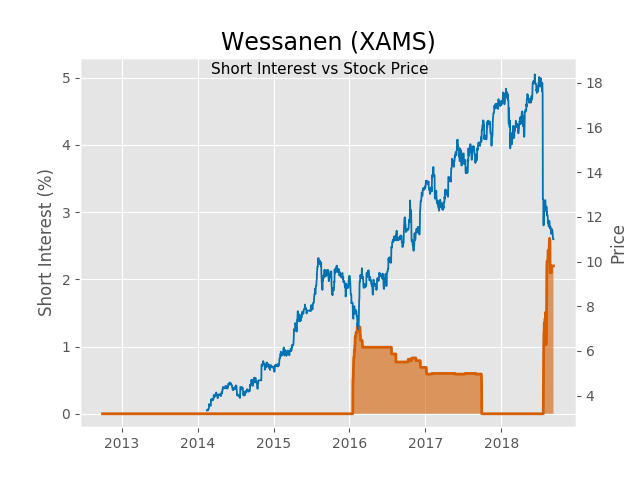 Wessanen (XAMS)
Short Interest vs Stock Price
5
4
3
2
1
0
Short Interest (%)
18
16
14
12
10
8
6
4
Price
2013 2014 2015 2016 2017 2018